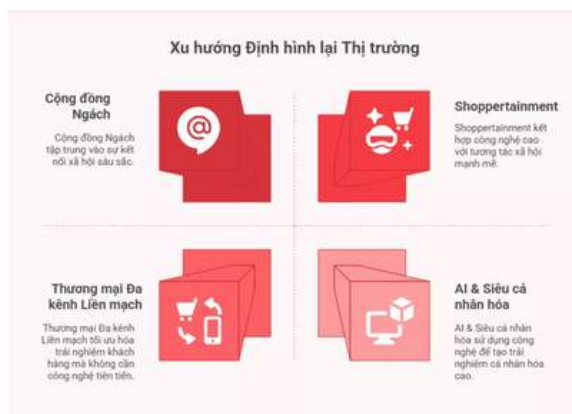 Xu hướng Định hình lại Thị trường
Cộng đồng
Ngách
Cộng đồng Ngách
tập trung vào sự kết
nối xã hội sâu sắc.
Shoppertainment
Shoppertainment kết
hợp công nghệ cao
với tương tác xã hội
mạnh mẽ.
Thương mại Đa
kênh Liền mạch
Thương mại Đa kênh
Liền mạch tối ưu hóa
trải nghiệm khách
hàng mà không cần
công nghệ tiên tiến.
AI & Siêu cá
nhân hóa
AI & Siêu cá nhân
hóa sử dụng công
nghệ để tạo trải
nghiệm cá nhân hóa
cao.